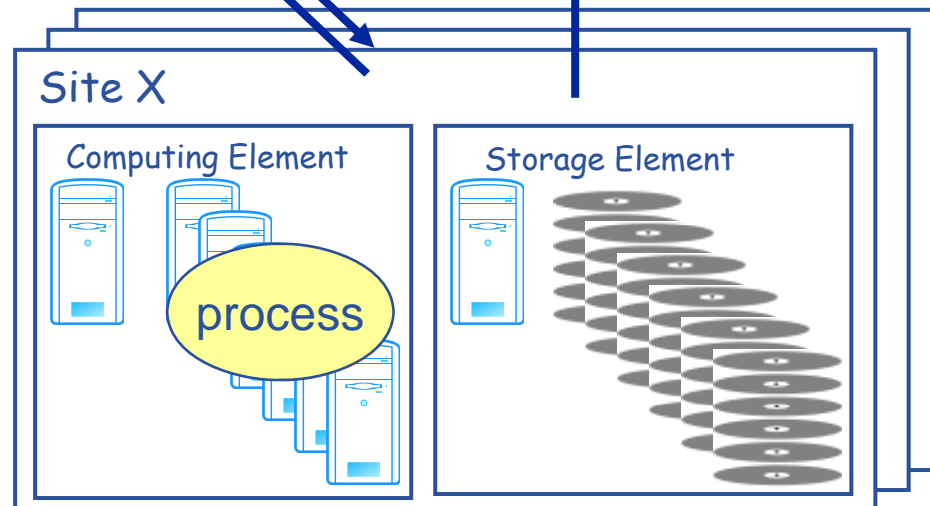 Site X
Computing Element
Storage Element
process